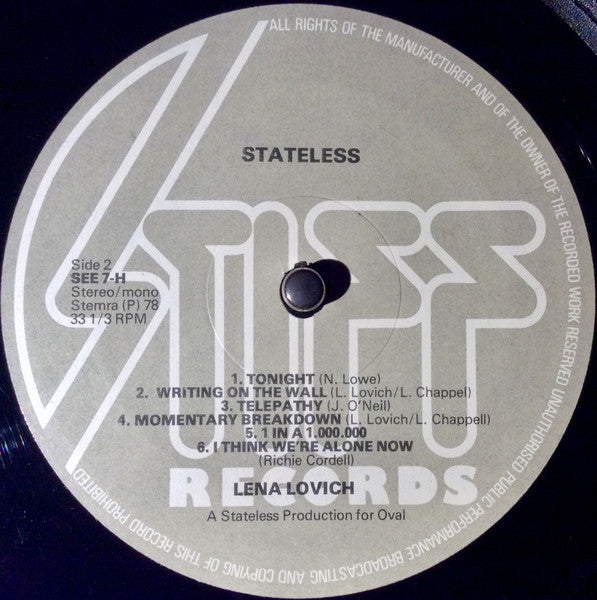 ALL RIGHTS OF THE MANUFACTURER AND OF THE OWNER OF THE RECORDED WORK RESERVED UNAUTHORISED PUBLIC PERFORMANCE BROADCASTING AND COPYING OF THIS RECORD PROHIBITED
STATELESS
STIFF
Side 2
SEE 7-H
Stereo/mono
Stemra (P) 78
33 1/3 RPM
1. TONIGHT (N. Lowe)
2. WRITING ON THE WALL (L. Lovich/L. Chappel)
3. TELEPATHY (J. O'Neil)
4. MOMENTARY BREAKDOWN (L. Lovich/L. Chappell)
5. 1 IN A 1.000.000
6. I THINK WE'RE ALONE NOW
(Richie Cordell)
RECORDS
LENA LOVICH
A Stateless Production for Oval